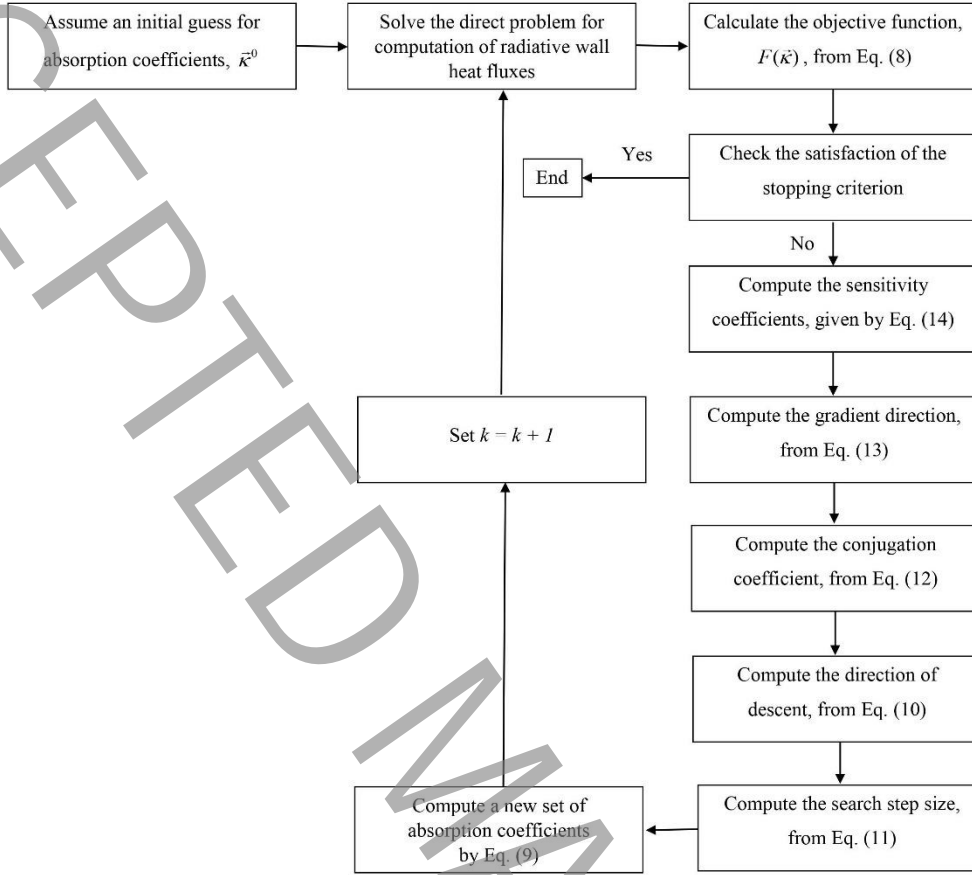 Assume an initial guess for
absorption coefficients, κ⃗⁰
Solve the direct problem for
computation of radiative wall
heat fluxes
Calculate the objective function,
F(κ⃗) , from Eq. (8)
Check the satisfaction of the
stopping criterion
Yes
End
No
Compute the sensitivity
coefficients, given by Eq. (14)
Compute the gradient direction,
from Eq. (13)
Compute the conjugation
coefficient, from Eq. (12)
Compute the direction of
descent, from Eq. (10)
Compute the search step size,
from Eq. (11)
Compute a new set of
absorption coefficients
by Eq. (9)
Set k = k + 1
CEPTED M